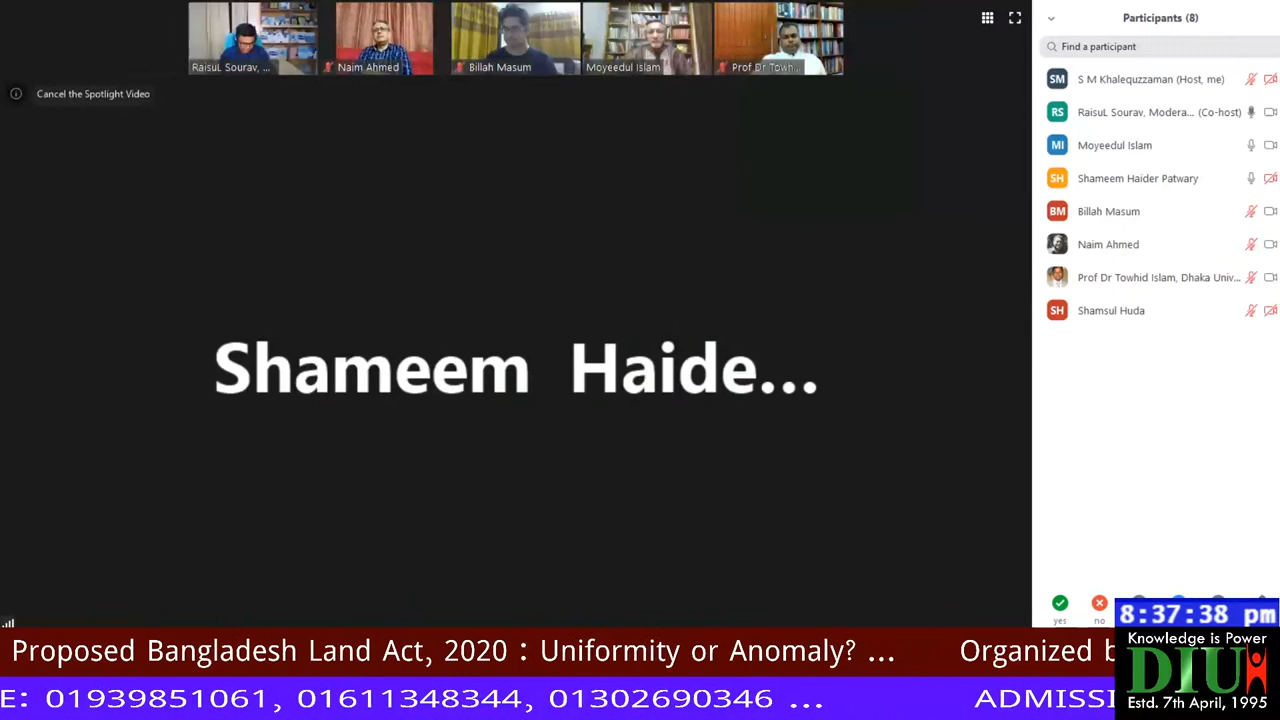 RaisuL Sourav, ...
Naim Ahmed
Billah Masum
Moyeedul Islam
Prof Dr Towh...
Cancel the Spotlight Video
Shameem Haide...
Participants (8)
Find a participant
SM S M Khalequzzaman (Host, me)
RS RaisuL Sourav, Modera... (Co-host)
MI Moyeedul Islam
SH Shameem Haider Patwary
BM Billah Masum
Naim Ahmed
Prof Dr Towhid Islam, Dhaka Univ...
SH Shamsul Huda
yes
no
8:37:38 pm
Proposed Bangladesh Land Act, 2020 : Uniformity or Anomaly? ... Organized b
E: 01939851061, 01611348344, 01302690346 ... ADMISSI
Knowledge is Power
DIU
Estd. 7th April, 1995